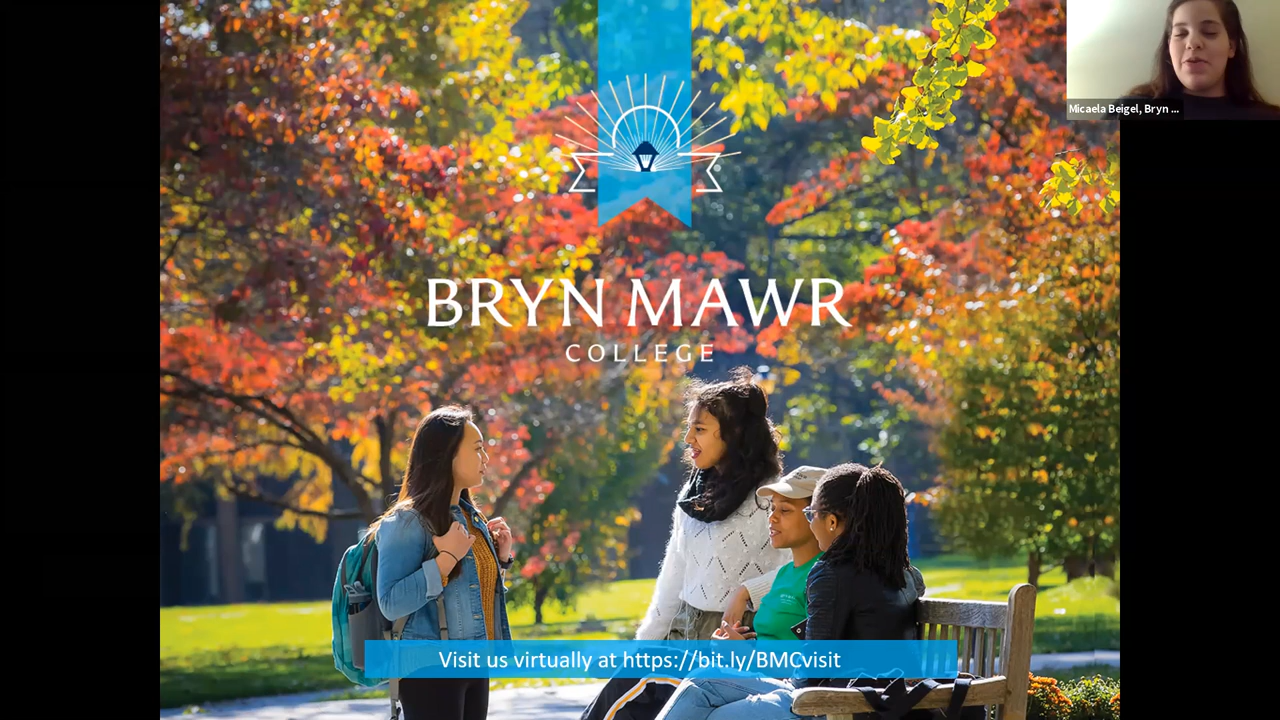 Micaela Beigel, Bryn ...
BRYN MAWR
COLLEGE
Visit us virtually at https://bit.ly/BMCvisit